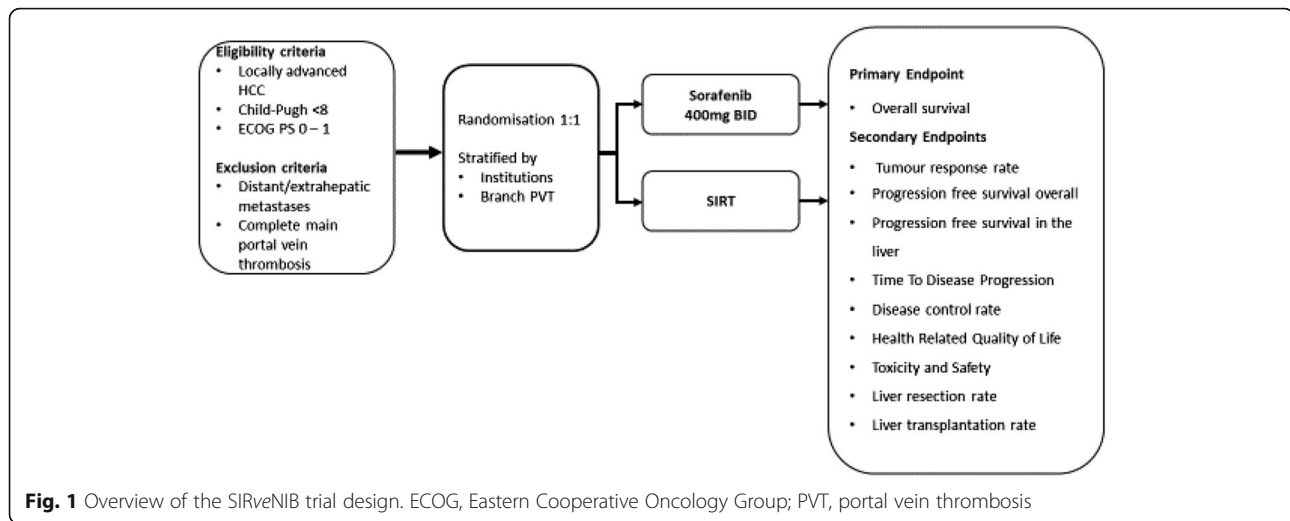 Eligibility criteria
• Locally advanced
HCC
• Child-Pugh <8
• ECOG PS 0 – 1
Exclusion criteria
• Distant/extrahepatic
metastases
• Complete main
portal vein
thrombosis
Randomisation 1:1
Stratified by
• Institutions
• Branch PVT
Sorafenib
400mg BID
SIRT
Primary Endpoint
• Overall survival
Secondary Endpoints
• Tumour response rate
• Progression free survival overall
• Progression free survival in the
liver
• Time To Disease Progression
• Disease control rate
• Health Related Quality of Life
• Toxicity and Safety
• Liver resection rate
• Liver transplantation rate
Fig. 1 Overview of the SIRveNIB trial design. ECOG, Eastern Cooperative Oncology Group; PVT, portal vein thrombosis